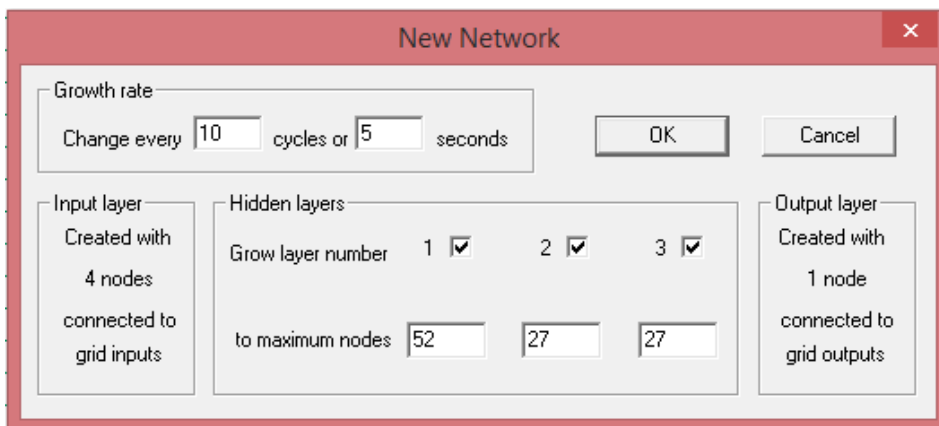 New Network
Growth rate
Change every 10 cycles or 5 seconds
OK
Cancel
Input layer
Created with
4 nodes
connected to
grid inputs
Hidden layers
Grow layer number 1 2 3
to maximum nodes 52 27 27
Output layer
Created with
1 node
connected to
grid outputs